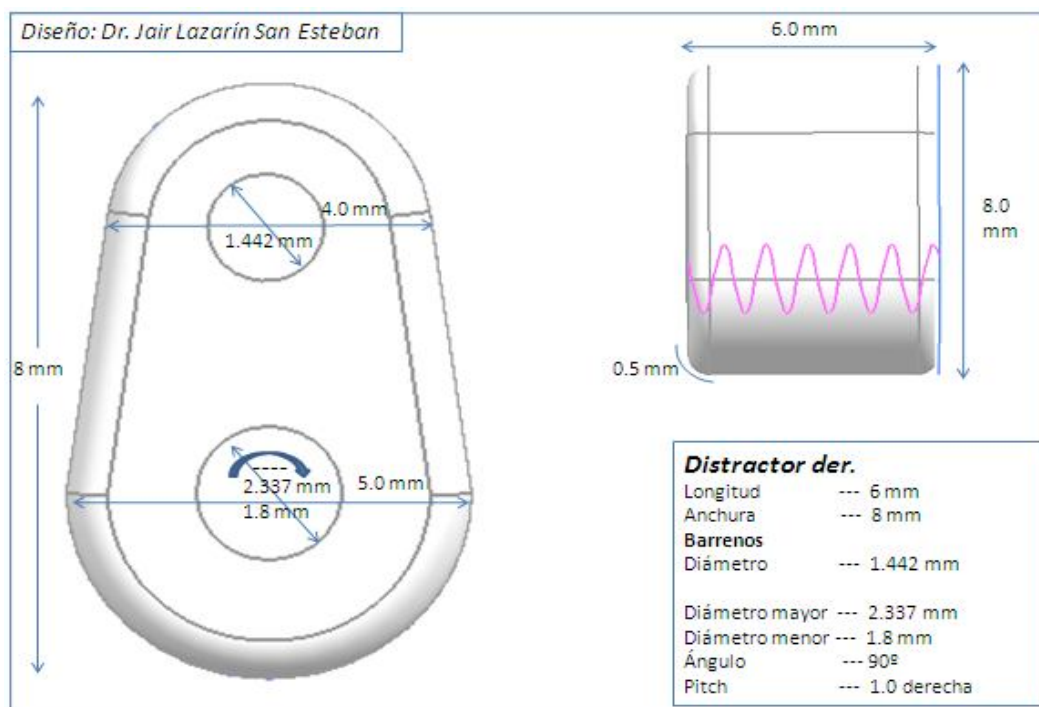 Diseño: Dr. Jair Lazarín San Esteban
6.0 mm
4.0 mm
1.442 mm
8.0
mm
8 mm
0.5 mm
----
2.337 mm
5.0 mm
1.8 mm
Distractor der.
Longitud --- 6 mm
Anchura --- 8 mm
Barrenos
Diámetro --- 1.442 mm
Diámetro mayor --- 2.337 mm
Diámetro menor --- 1.8 mm
Ángulo --- 90º
Pitch --- 1.0 derecha